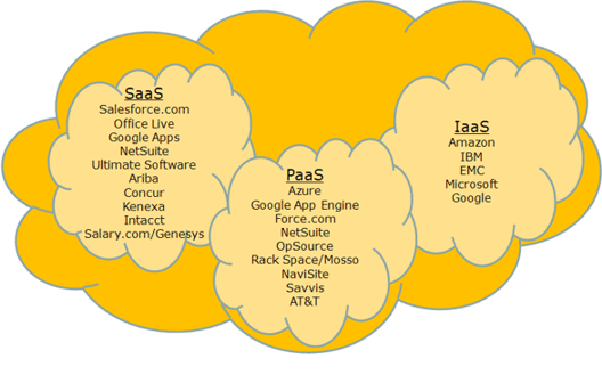 SaaS
Salesforce.com
Office Live
Google Apps
NetSuite
Ultimate Software
Ariba
Concur
Kenexa
Intacct
Salary.com/Genesys
PaaS
Azure
Google App Engine
Force.com
NetSuite
OpSource
Rack Space/Mosso
NaviSite
Savvis
AT&T
IaaS
Amazon
IBM
EMC
Microsoft
Google